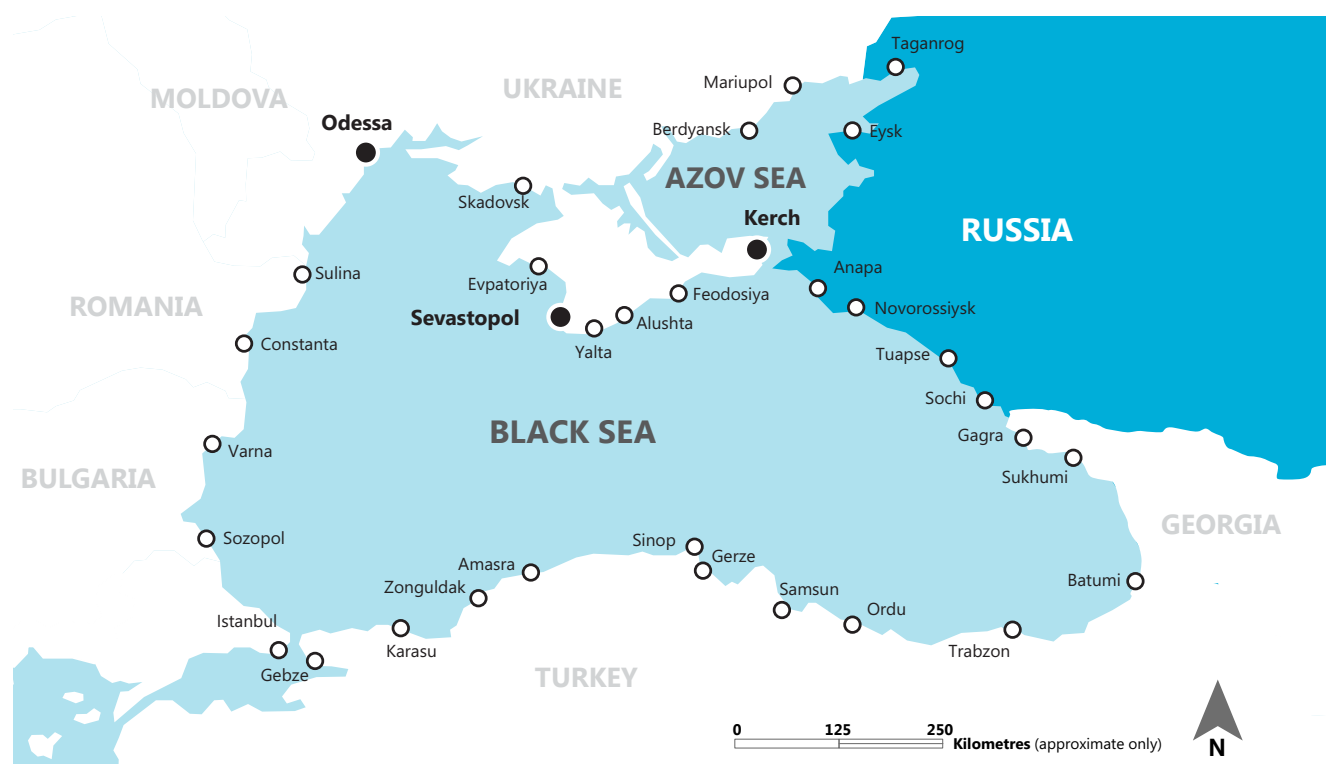 Taganrog
UKRAINE
Mariupol
MOLDOVA
Odessa
Berdyansk
Eysk
AZOV SEA
Skadovsk
Kerch
RUSSIA
Sulina
Anapa
Evpatoriya
Feodosiya
ROMANIA
Novorossiysk
Sevastopol
Alushta
Constanta
Yalta
Tuapse
Sochi
BLACK SEA
Gagra
Varna
Sukhumi
BULGARIA
GEORGIA
Sozopol
Sinop
Gerze
Amasra
Batumi
Zonguldak
Samsun
Ordu
Istanbul
Karasu
Trabzon
Gebze
TURKEY
0 125 250
Kilometres (approximate only)
N